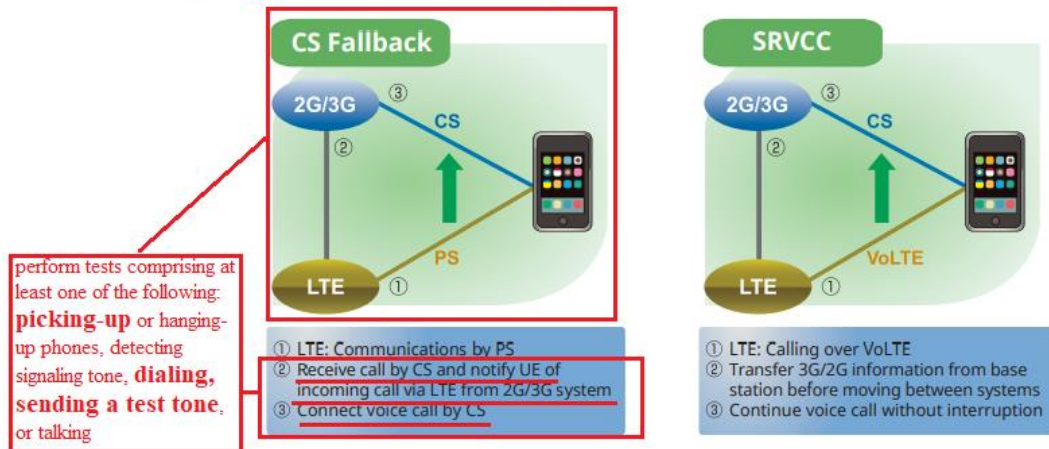 CS Fallback
2G/3G
③
CS
②
PS
LTE
①
SRVCC
2G/3G
③
CS
②
VoLTE
LTE
①
perform tests comprising at
least one of the following:
picking-up or hanging-
up phones, detecting
signaling tone, dialing,
sending a test tone,
or talking
① LTE: Communications by PS
② Receive call by CS and notify UE of
incoming call via LTE from 2G/3G system
③ Connect voice call by CS
① LTE: Calling over VoLTE
② Transfer 3G/2G information from base
station before moving between systems
③ Continue voice call without interruption